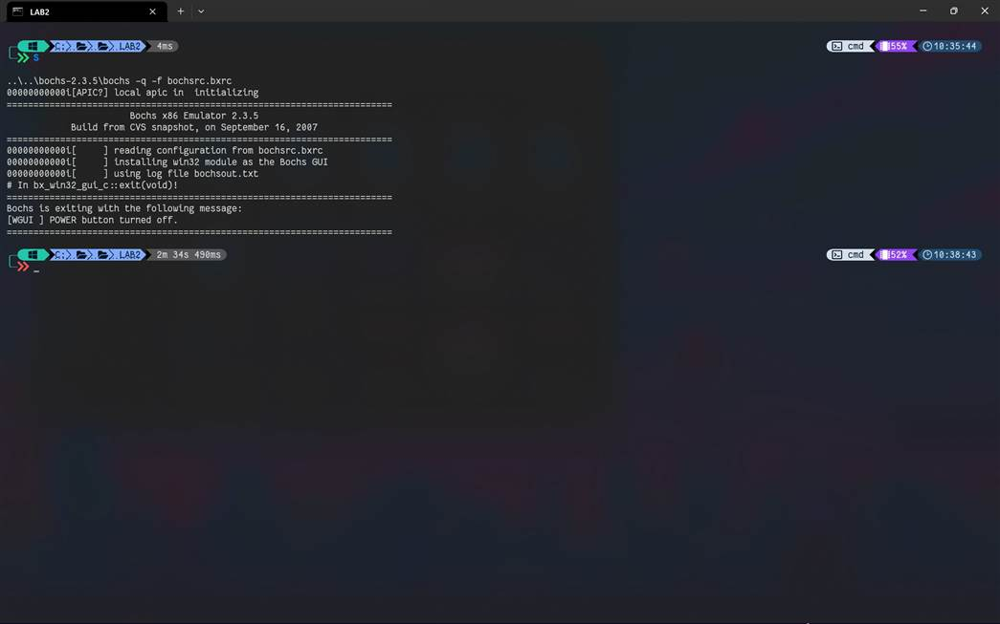 LAB2
C: LAB2 4ms cmd 55% 10:35:44
S
..\..\bochs-2.3.5\bochs -q -f bochsrc.bxrc
00000000000i[APIC?] local apic in  initializing
========================================================================
Bochs x86 Emulator 2.3.5
Build from CVS snapshot, on September 16, 2007
========================================================================
00000000000i[     ] reading configuration from bochsrc.bxrc
00000000000i[     ] installing win32 module as the Bochs GUI
00000000000i[     ] using log file bochsout.txt
# In bx_win32_gui_c::exit(void)!
========================================================================
Bochs is exiting with the following message:
[WGUI ] POWER button turned off.
========================================================================
C: LAB2 2m 34s 490ms cmd 52% 10:38:43
_